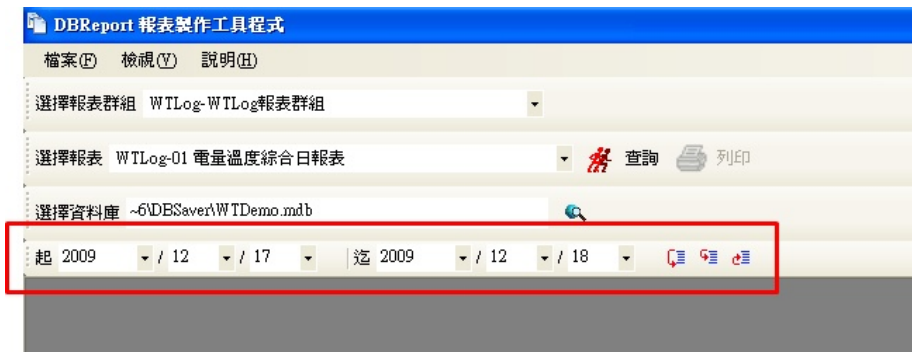 DBReport 報表製作工具程式
檔案(F) 檢視(V) 說明(H)
選擇報表群組 WTLog-WTLog報表群組
選擇報表 WTLog-01 電量溫度綜合日報表 查詢 列印
選擇資料庫 ~6\DBSaver\WTDemo.mdb
起 2009 / 12 / 17 迄 2009 / 12 / 18